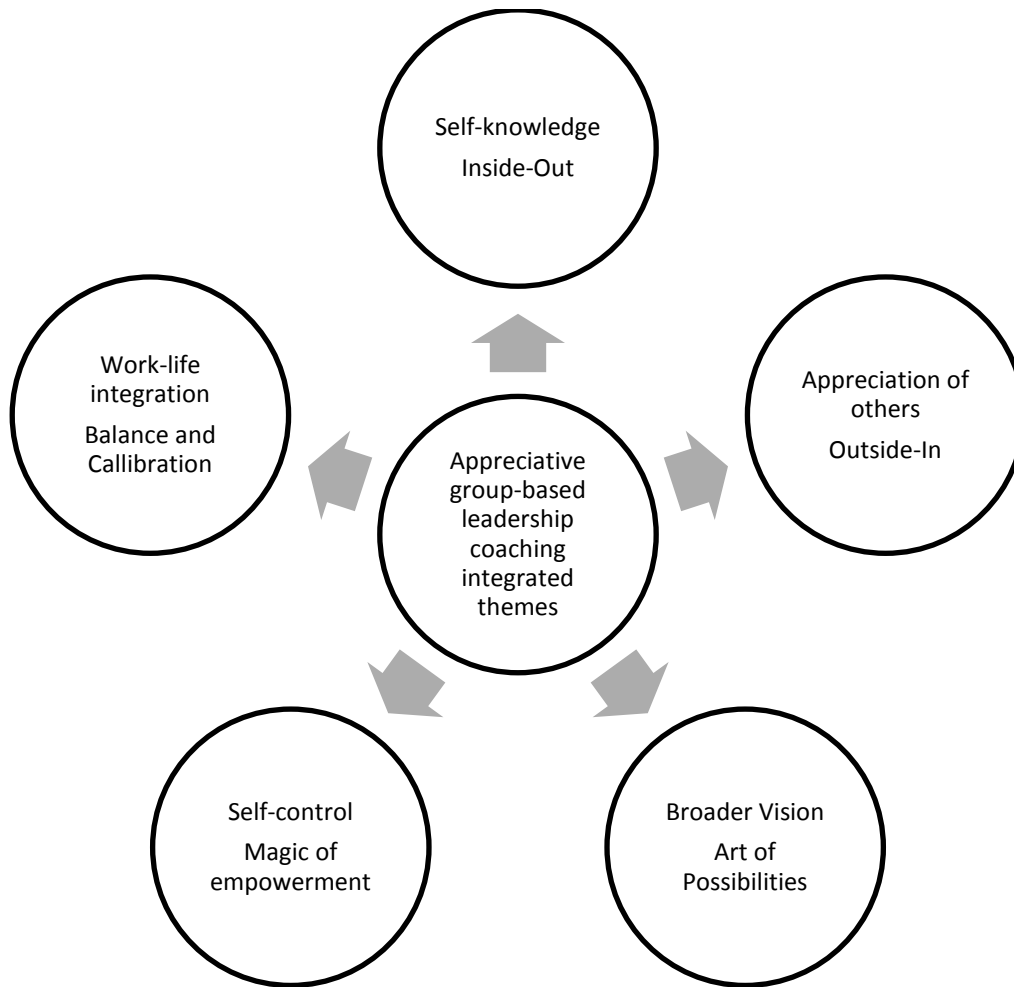 Self-knowledge
Inside-Out
Appreciation of
others
Outside-In
Broader Vision
Art of
Possibilities
Self-control
Magic of
empowerment
Work-life
integration
Balance and
Callibration
Appreciative
group-based
leadership
coaching
integrated
themes